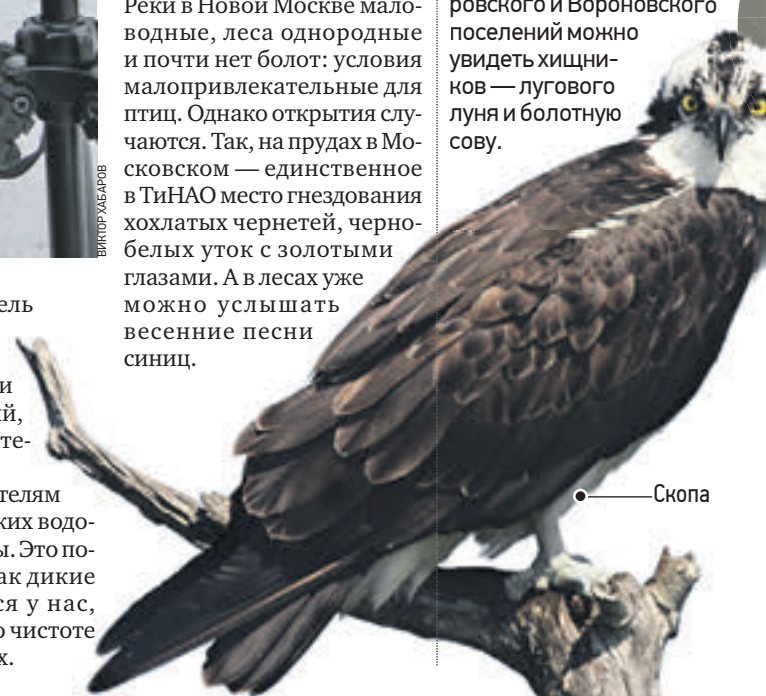 ВИКТОР ХАБАРОВ
ель
и
й,
те-
телям
ких водо-
ы. Это по-
ак дикие
ся у нас,
о чистоте
х.
Реки в Новой Москве мало-
водные, леса однородные
и почти нет болот: условия
малопривлекательные для
птиц. Однако открытия слу-
чаются. Так, на прудах в Мо-
сковском — единственное
в ТиНАО место гнездования
хохлатых чернетей, черно-
белых уток с золотыми
глазами. А в лесах уже
можно услышать
весенние песни
синиц.
ровского и Вороновского
поселений можно
увидеть хищни-
ков — лугового
луня и болотную
сову.
Скопа